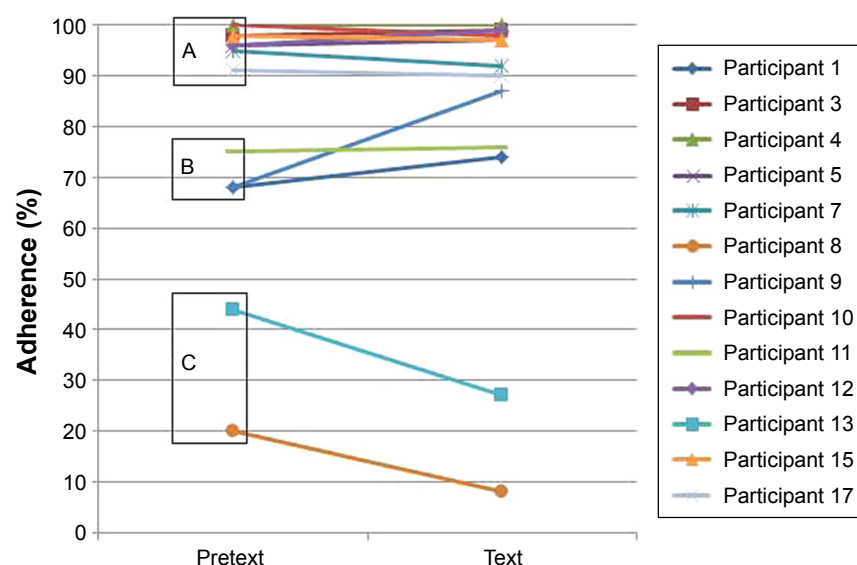 100
90
80
70
60
50
40
30
20
10
0
Adherence (%)
A
B
C
Pretext
Text
Participant 1
Participant 3
Participant 4
Participant 5
Participant 7
Participant 8
Participant 9
Participant 10
Participant 11
Participant 12
Participant 13
Participant 15
Participant 17